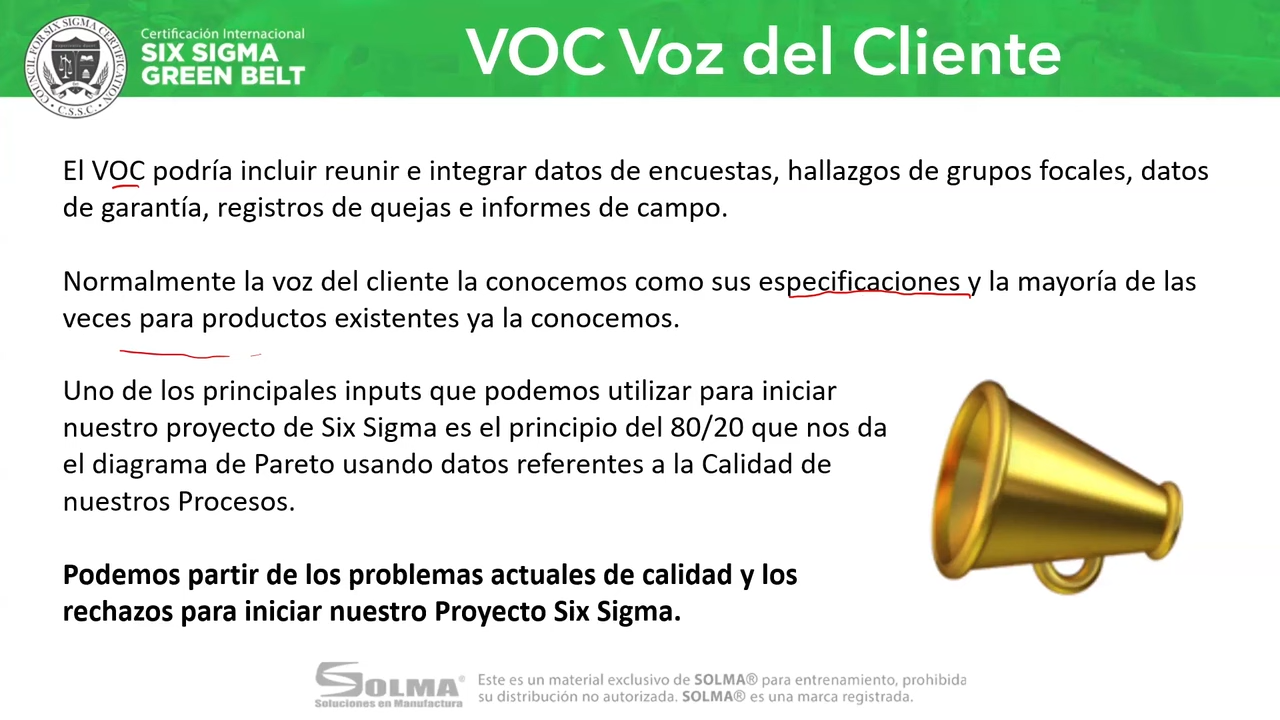 Certificación Internacional
SIX SIGMA
GREEN BELT
VOC Voz del Cliente
COUNCIL FOR SIX SIGMA CERTIFICATION
C.S.S.C.
El VOC podría incluir reunir e integrar datos de encuestas, hallazgos de grupos focales, datos
de garantía, registros de quejas e informes de campo.
Normalmente la voz del cliente la conocemos como sus especificaciones y la mayoría de las
veces para productos existentes ya la conocemos.
Uno de los principales inputs que podemos utilizar para iniciar
nuestro proyecto de Six Sigma es el principio del 80/20 que nos da
el diagrama de Pareto usando datos referentes a la Calidad de
nuestros Procesos.
Podemos partir de los problemas actuales de calidad y los
rechazos para iniciar nuestro Proyecto Six Sigma.
SOLMA®
Soluciones en Manufactura
Este es un material exclusivo de SOLMA® para entrenamiento, prohibida
su distribución no autorizada. SOLMA® es una marca registrada.